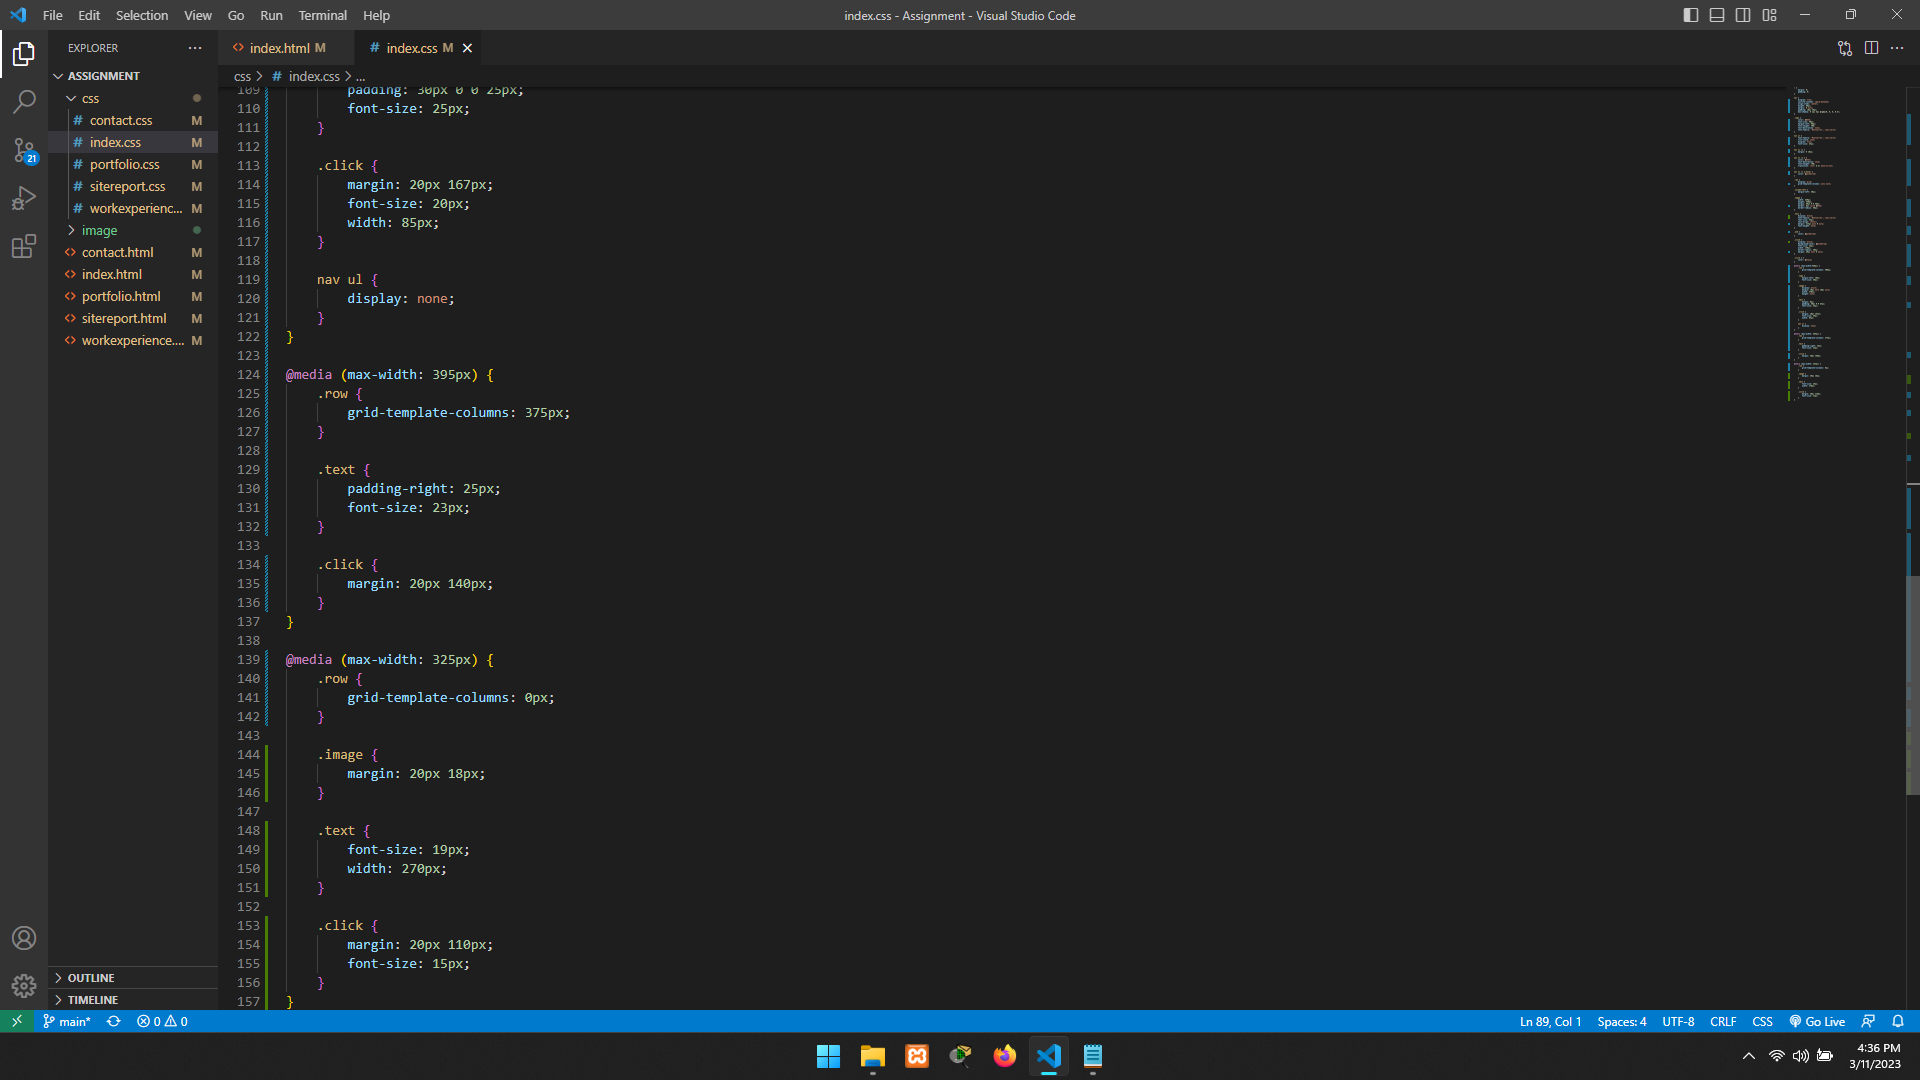 File Edit Selection View Go Run Terminal Help
index.css - Assignment - Visual Studio Code
EXPLORER
ASSIGNMENT
css
# contact.css M
# index.css M
# portfolio.css M
# sitereport.css M
# workexperienc... M
image
<> contact.html M
<> index.html M
<> portfolio.html M
<> sitereport.html M
<> workexperience.... M
OUTLINE
TIMELINE
21
<> index.html M
# index.css M
css > # index.css > ...
109 padding: 30px 0 0 25px;
110 font-size: 25px;
111 }
112
113 .click {
114 margin: 20px 167px;
115 font-size: 20px;
116 width: 85px;
117 }
118
119 nav ul {
120 display: none;
121 }
122 }
123
124 @media (max-width: 395px) {
125 .row {
126 grid-template-columns: 375px;
127 }
128
129 .text {
130 padding-right: 25px;
131 font-size: 23px;
132 }
133
134 .click {
135 margin: 20px 140px;
136 }
137 }
138
139 @media (max-width: 325px) {
140 .row {
141 grid-template-columns: 0px;
142 }
143
144 .image {
145 margin: 20px 18px;
146 }
147
148 .text {
149 font-size: 19px;
150 width: 270px;
151 }
152
153 .click {
154 margin: 20px 110px;
155 font-size: 15px;
156 }
157 }
main* 0 0
Ln 89, Col 1 Spaces: 4 UTF-8 CRLF CSS Go Live
4:36 PM
3/11/2023